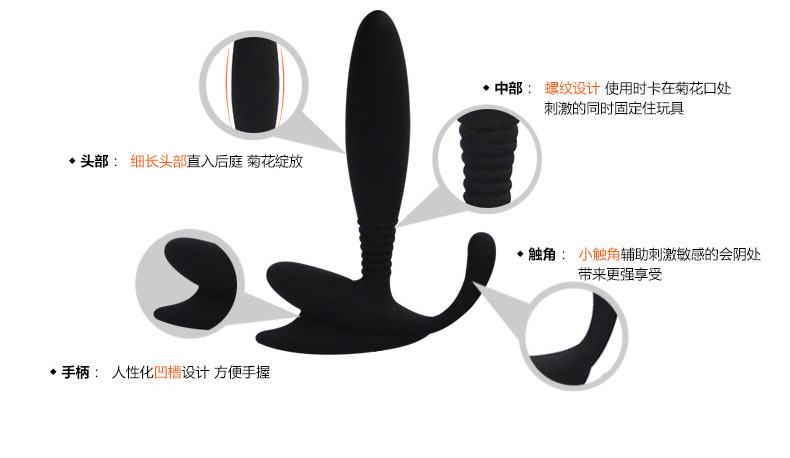 中部： 螺纹设计 使用时卡在菊花口处
刺激的同时固定住玩具
头部： 细长头部直入后庭 菊花绽放
触角： 小触角辅助刺激敏感的会阴处
带来更强享受
手柄： 人性化凹槽设计 方便手握